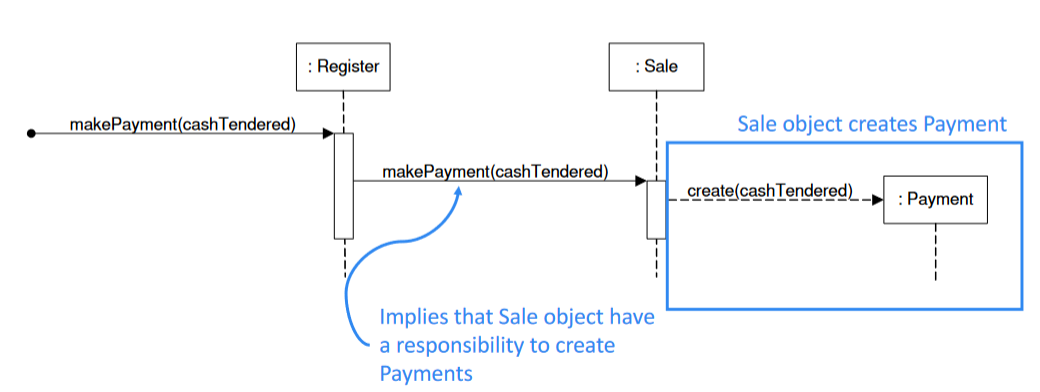 : Register
: Sale
makePayment(cashTendered)
Sale object creates Payment
makePayment(cashTendered)
create(cashTendered)
: Payment
Implies that Sale object have
a responsibility to create
Payments